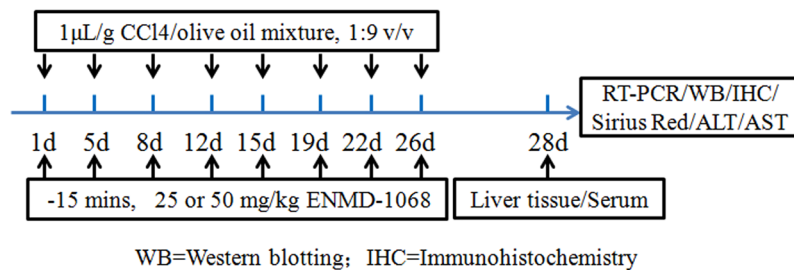 1μL/g CCl4/olive oil mixture, 1:9 v/v
1d 5d 8d 12d 15d 19d 22d 26d 28d
RT-PCR/WB/IHC/
Sirius Red/ALT/AST
-15 mins, 25 or 50 mg/kg ENMD-1068
Liver tissue/Serum
WB=Western blotting; IHC=Immunohistochemistry